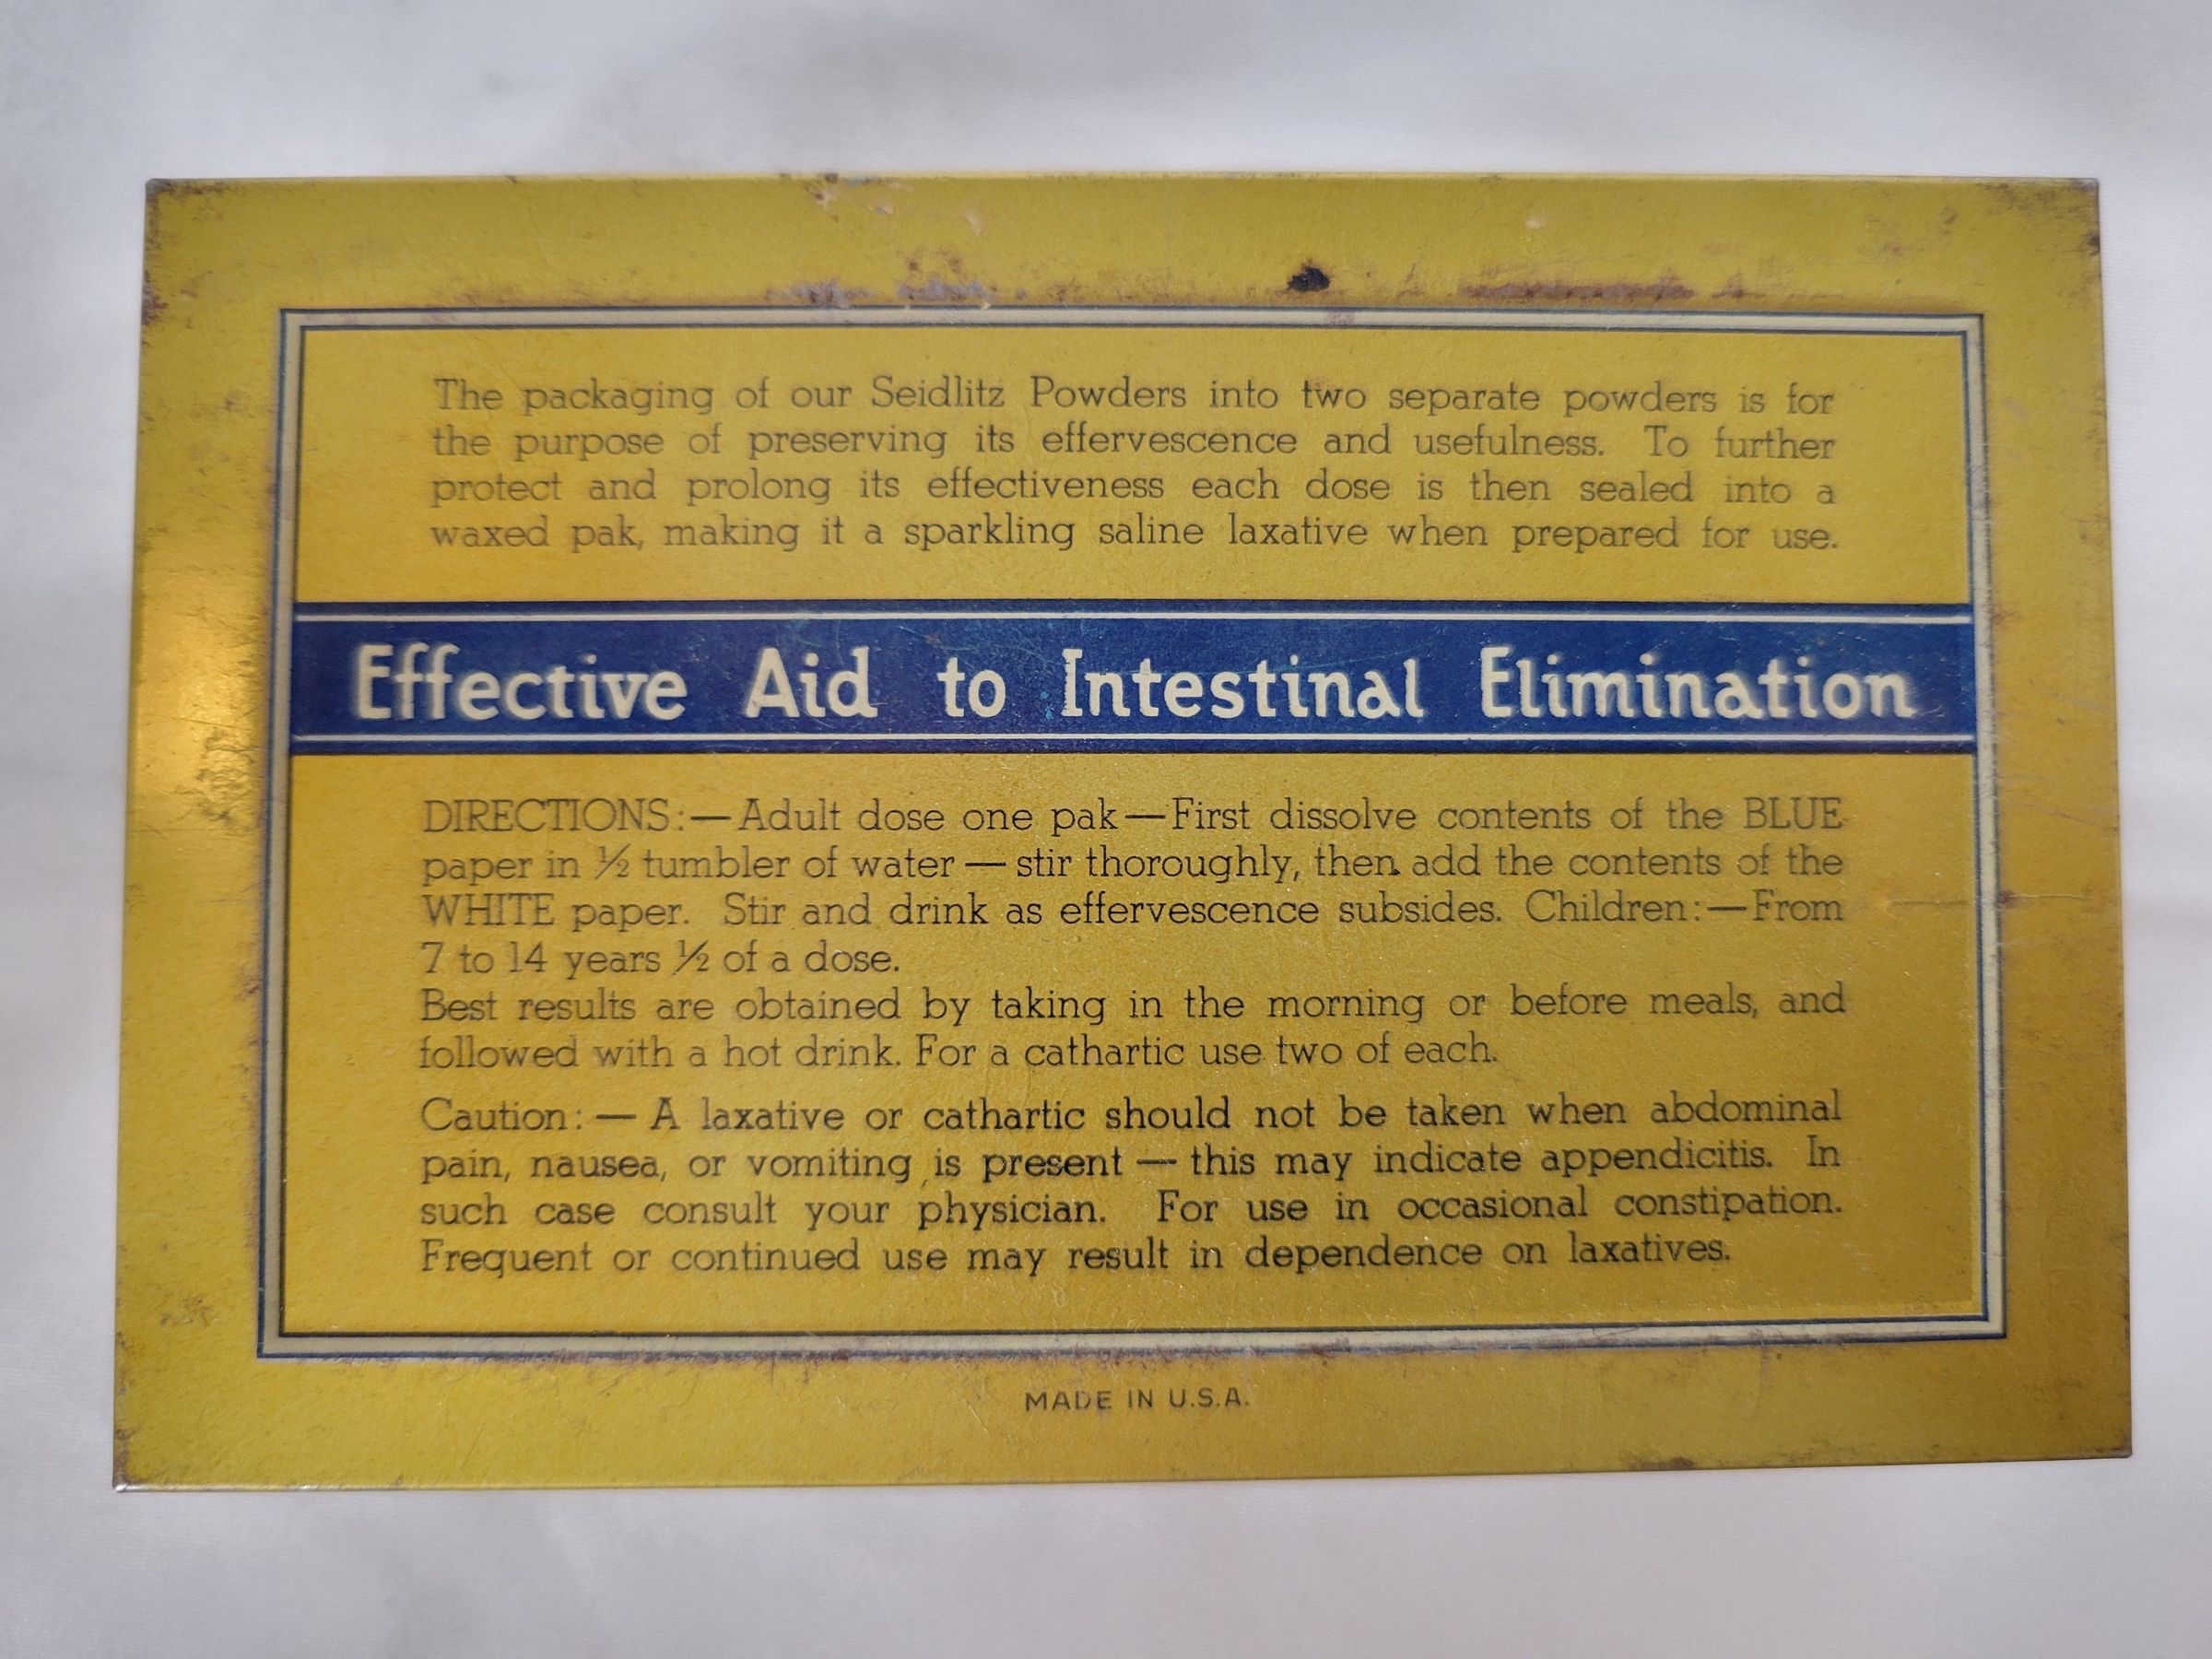 The packaging of our Seidlitz Powders into two separate powders is for
the purpose of preserving its effervescence and usefulness. To further
protect and prolong its effectiveness each dose is then sealed into a
waxed pak, making it a sparkling saline laxative when prepared for use.
Effective Aid to Intestinal Elimination
DIRECTIONS:—Adult dose one pak—First dissolve contents of the BLUE
paper in ½ tumbler of water — stir thoroughly, then add the contents of the
WHITE paper. Stir and drink as effervescence subsides. Children:—From
7 to 14 years ½ of a dose.
Best results are obtained by taking in the morning or before meals, and
followed with a hot drink. For a cathartic use two of each.
Caution: — A laxative or cathartic should not be taken when abdominal
pain, nausea, or vomiting is present — this may indicate appendicitis. In
such case consult your physician. For use in occasional constipation.
Frequent or continued use may result in dependence on laxatives.
MADE IN U.S.A.